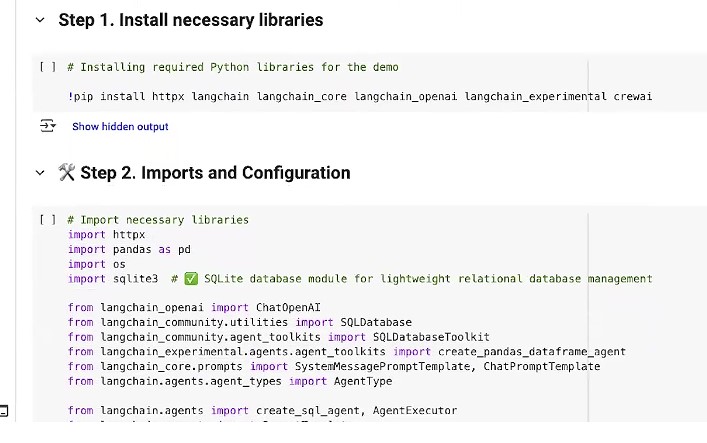 Step 1. Install necessary libraries
[ ] # Installing required Python libraries for the demo
!pip install httpx langchain langchain_core langchain_openai langchain_experimental crewai
Show hidden output
🛠 Step 2. Imports and Configuration
[ ] # Import necessary libraries
import httpx
import pandas as pd
import os
import sqlite3  # ✅ SQLite database module for lightweight relational database management
from langchain_openai import ChatOpenAI
from langchain_community.utilities import SQLDatabase
from langchain_community.agent_toolkits import SQLDatabaseToolkit
from langchain_experimental.agents.agent_toolkits import create_pandas_dataframe_agent
from langchain_core.prompts import SystemMessagePromptTemplate, ChatPromptTemplate
from langchain.agents.agent_types import AgentType
from langchain.agents import create_sql_agent, AgentExecutor